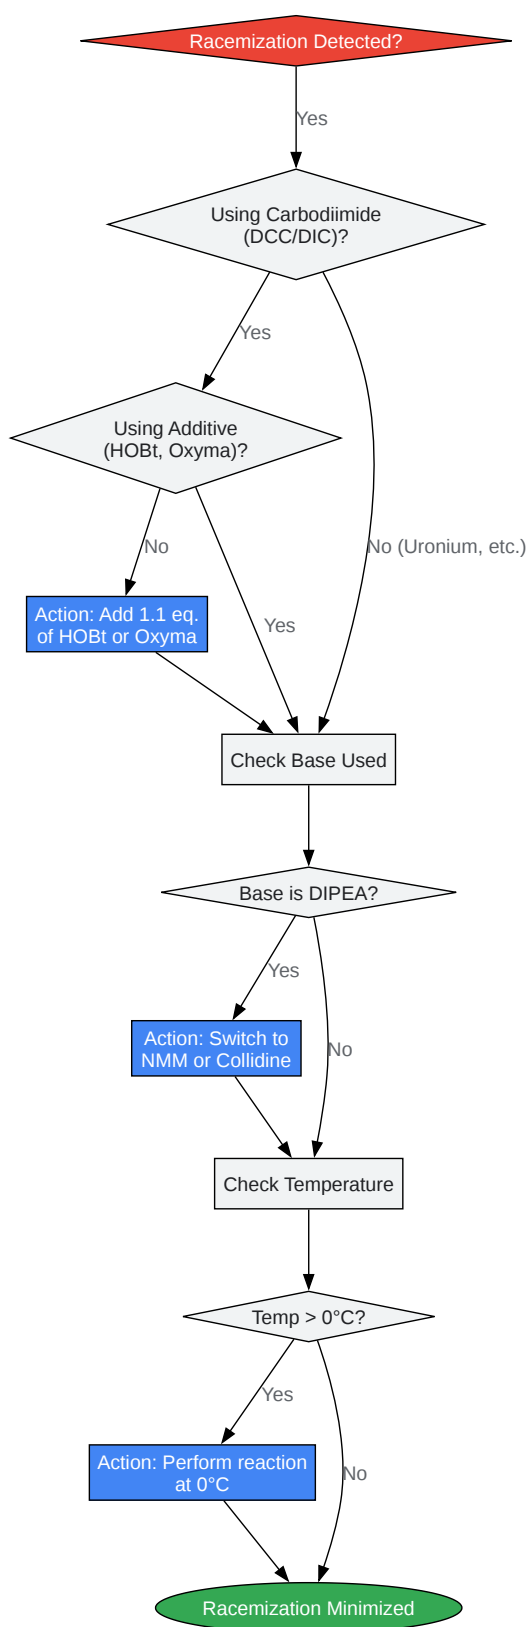 Racemization Detected?
Yes
Using Carbodiimide
(DCC/DIC)?
Yes
Using Additive
(HOBt, Oxyma)?
No
No (Uronium, etc.)
Action: Add 1.1 eq.
of HOBt or Oxyma
Yes
Check Base Used
Base is DIPEA?
Yes
Action: Switch to
NMM or Collidine
No
Check Temperature
Temp > 0°C?
Yes
Action: Perform reaction
at 0°C
No
Racemization Minimized